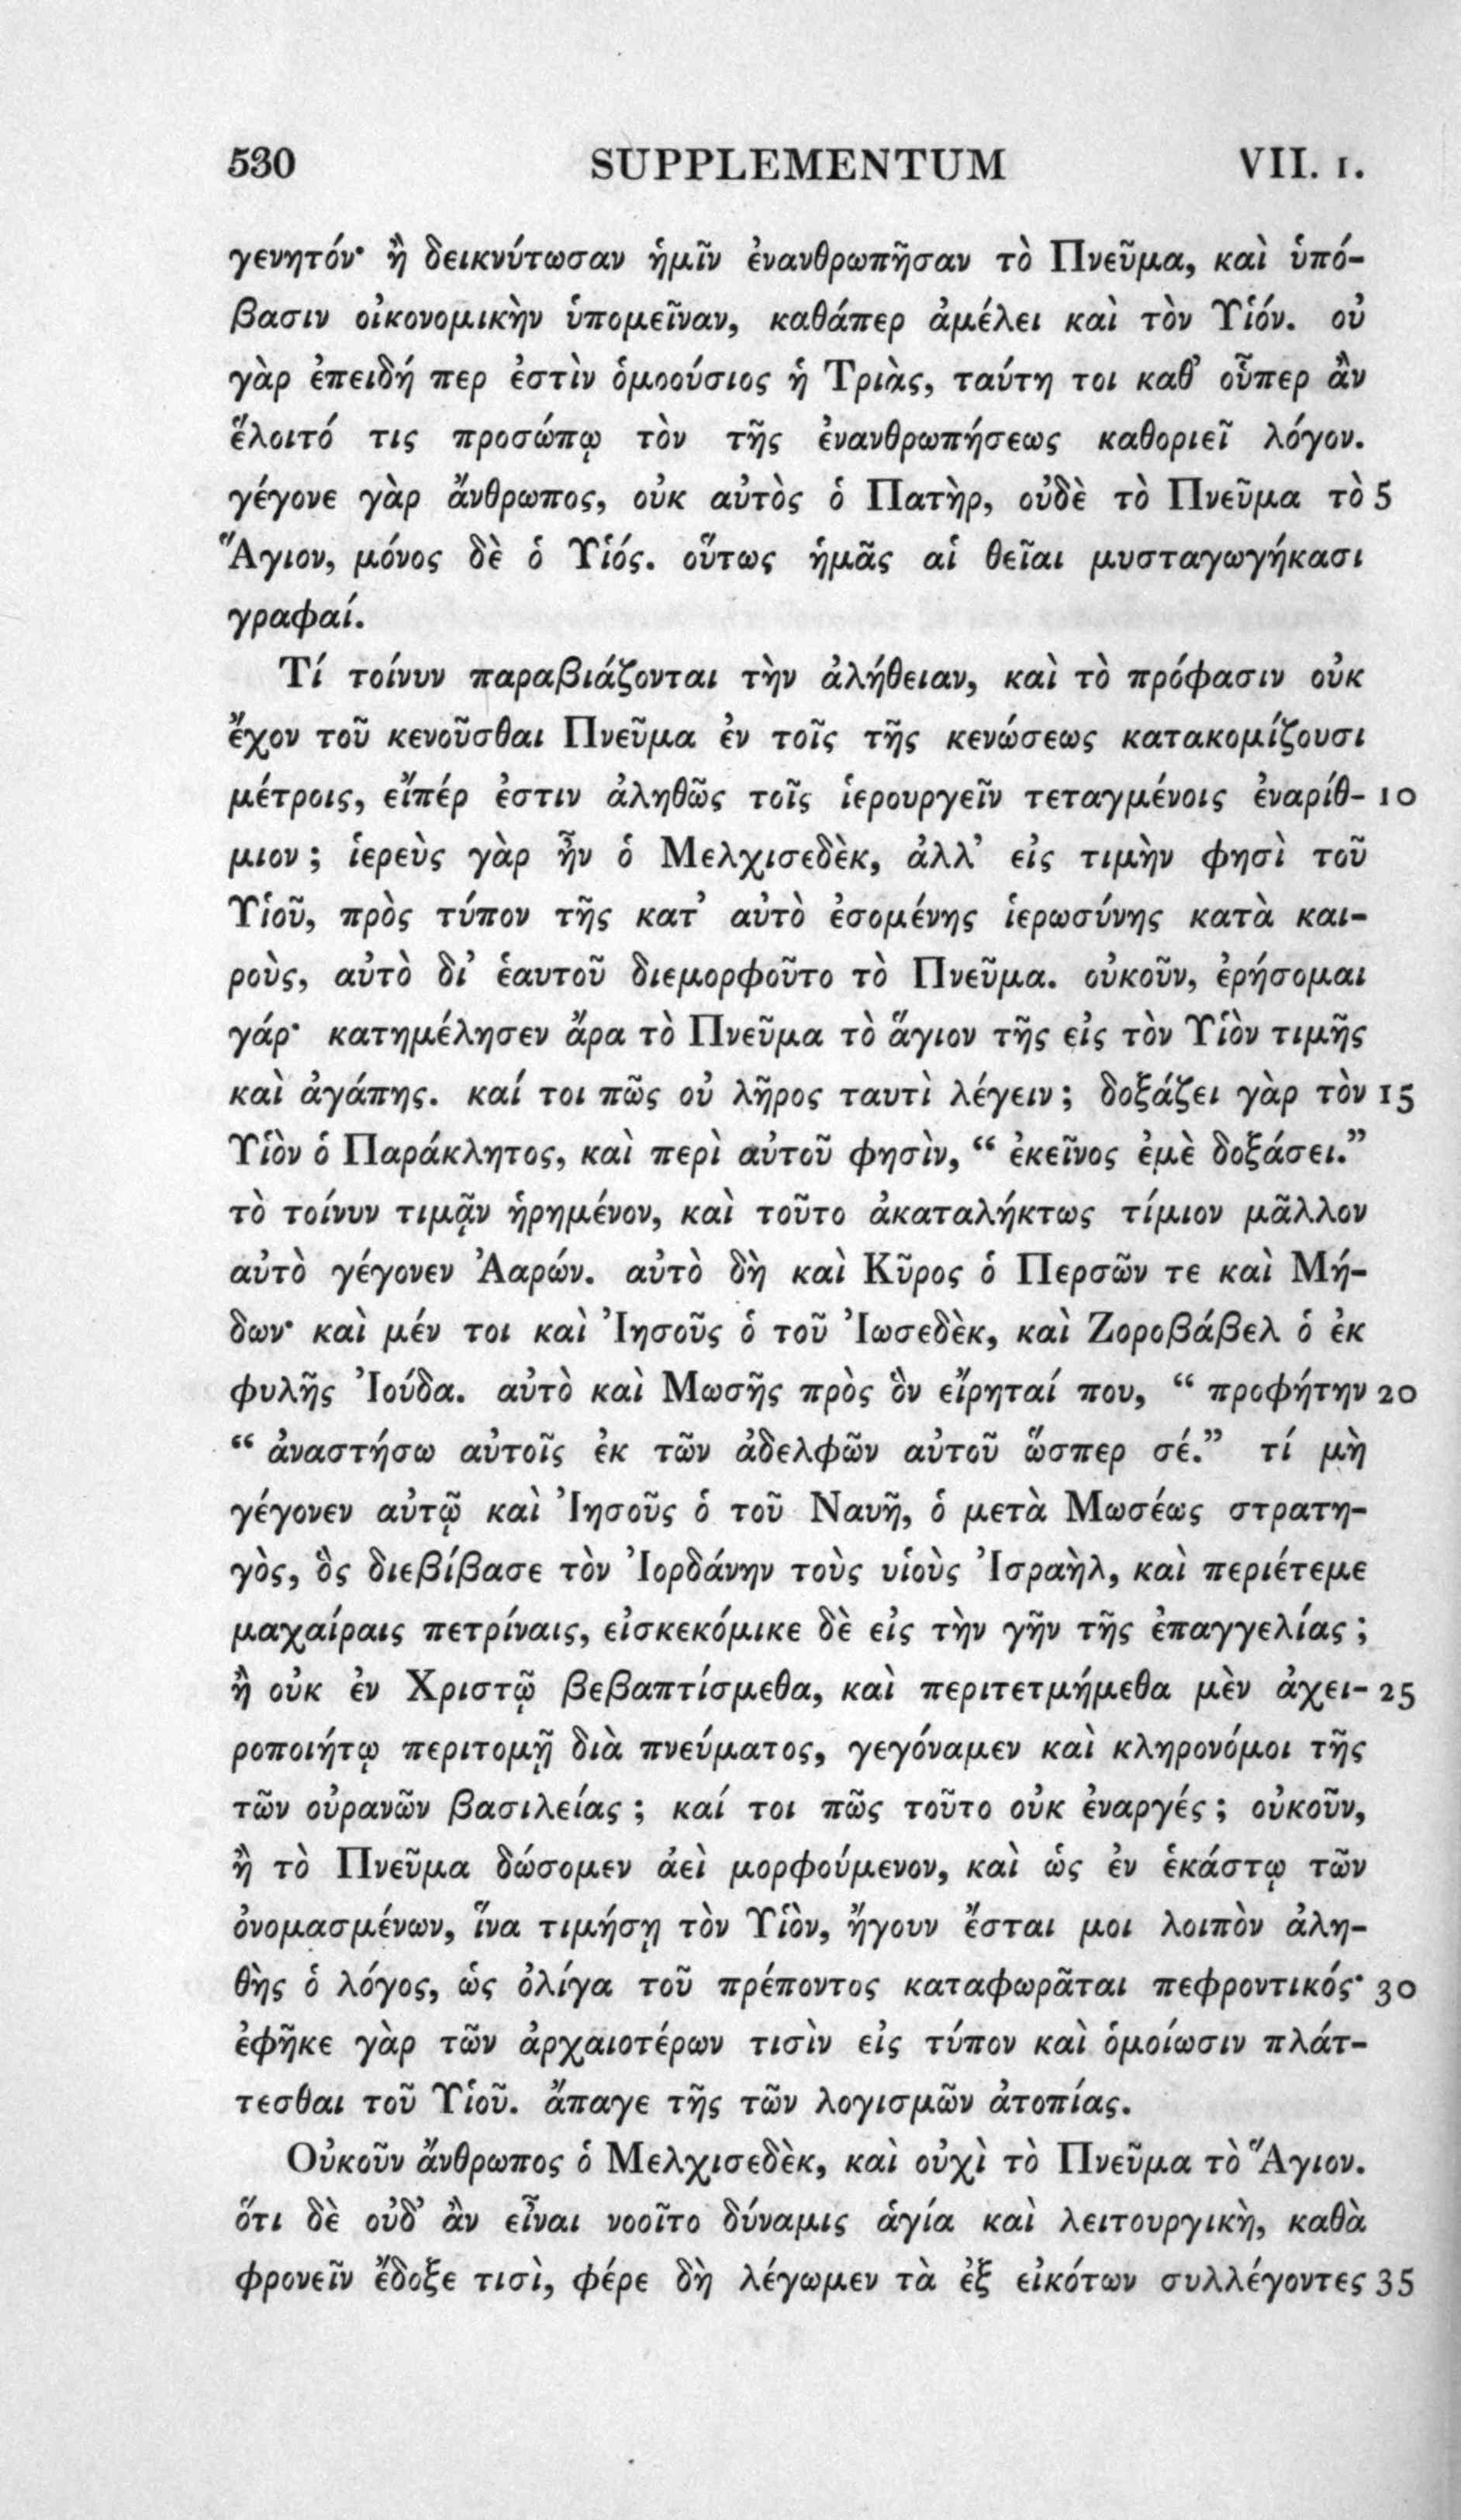 530 SUPPLEMENTUM VII. 1.
γενητόν· ἢ δεικνύτωσαν ἡμῖν ἐνανθρωπῆσαν τὸ Πνεῦμα, καὶ ὑπό-
βασιν οἰκονομικὴν ὑπομεῖναν, καθάπερ ἀμέλει καὶ τὸν Υἱόν. οὐ
γὰρ ἐπειδή περ ἐστὶν ὁμοούσιος ἡ Τριὰς, ταύτη τοι καθ’ οὗπερ ἂν
ἕλοιτό τις προσώπῳ τὸν τῆς ἐνανθρωπήσεως καθοριεῖ λόγον.
γέγονε γὰρ ἄνθρωπος, οὐκ αὐτὸς ὁ Πατὴρ, οὐδὲ τὸ Πνεῦμα τὸ 5
Ἅγιον, μόνος δὲ ὁ Υἱός. οὕτως ἡμᾶς αἱ θεῖαι μυσταγωγήκασι
γραφαί.
Τί τοίνυν παραβιάζονται τὴν ἀλήθειαν, καὶ τὸ πρόφασιν οὐκ
ἔχον τοῦ κενοῦσθαι Πνεῦμα ἐν τοῖς τῆς κενώσεως κατακομίζουσι
μέτροις, εἴπέρ ἐστιν ἀληθῶς τοῖς ἱερουργεῖν τεταγμένοις ἐναρίθ- 10
μιον ; ἱερεὺς γὰρ ἦν ὁ Μελχισεδὲκ, ἀλλ’ εἰς τιμὴν φησὶ τοῦ
Υἱοῦ, πρὸς τύπον τῆς κατ’ αὐτὸ ἐσομένης ἱερωσύνης κατὰ και-
ροὺς, αὐτὸ δι’ ἑαυτοῦ διεμορφοῦτο τὸ Πνεῦμα. οὐκοῦν, ἐρήσομαι
γάρ· κατημέλησεν ἄρα τὸ Πνεῦμα τὸ ἅγιον τῆς εἰς τὸν Υἱὸν τιμῆς
καὶ ἀγάπης. καί τοι πῶς οὐ λῆρος ταυτὶ λέγειν ; δοξάζει γὰρ τὸν 15
Υἱὸν ὁ Παράκλητος, καὶ περὶ αὐτοῦ φησὶν, “ ἐκεῖνος ἐμὲ δοξάσει.”
τὸ τοίνυν τιμᾷν ᾑρημένον, καὶ τοῦτο ἀκαταλήκτως τίμιον μᾶλλον
αὐτὸ γέγονεν Ἀαρών. αὐτὸ δὴ καὶ Κῦρος ὁ Περσῶν τε καὶ Μή-
δων· καὶ μέν τοι καὶ Ἰησοῦς ὁ τοῦ Ἰωσεδὲκ, καὶ Ζοροβάβελ ὁ ἐκ
φυλῆς Ἰούδα. αὐτὸ καὶ Μωσῆς πρὸς ὃν εἴρηταί που, “ προφήτην 20
“ ἀναστήσω αὐτοῖς ἐκ τῶν ἀδελφῶν αὐτοῦ ὥσπερ σέ.” τί μὴ
γέγονεν αὐτῷ καὶ Ἰησοῦς ὁ τοῦ Ναυῆ, ὁ μετὰ Μωσέως στρατη-
γὸς, ὃς διεβίβασε τὸν Ἰορδάνην τοὺς υἱοὺς Ἰσραὴλ, καὶ περιέτεμε
μαχαίραις πετρίναις, εἰσκεκόμικε δὲ εἰς τὴν γῆν τῆς ἐπαγγελίας ;
ἢ οὐκ ἐν Χριστῷ βεβαπτίσμεθα, καὶ περιτετμήμεθα μὲν ἀχει- 25
ροποιήτῳ περιτομῇ διὰ πνεύματος, γεγόναμεν καὶ κληρονόμοι τῆς
τῶν οὐρανῶν βασιλείας ; καί τοι πῶς τοῦτο οὐκ ἐναργές ; οὐκοῦν,
ἢ τὸ Πνεῦμα δώσομεν ἀεὶ μορφούμενον, καὶ ὡς ἐν ἑκάστῳ τῶν
ὀνομασμένων, ἵνα τιμήσῃ τὸν Υἱὸν, ἤγουν ἔσται μοι λοιπὸν ἀλη-
θὴς ὁ λόγος, ὡς ὀλίγα τοῦ πρέποντος καταφωρᾶται πεφροντικός· 30
ἐφῆκε γὰρ τῶν ἀρχαιοτέρων τισὶν εἰς τύπον καὶ ὁμοίωσιν πλάτ-
τεσθαι τοῦ Υἱοῦ. ἄπαγε τῆς τῶν λογισμῶν ἀτοπίας.
Οὐκοῦν ἄνθρωπος ὁ Μελχισεδὲκ, καὶ οὐχὶ τὸ Πνεῦμα τὸ Ἅγιον.
ὅτι δὲ οὐδ’ ἂν εἶναι νοοῖτο δύναμις ἁγία καὶ λειτουργικὴ, καθὰ
φρονεῖν ἔδοξε τισὶ, φέρε δὴ λέγωμεν τὰ ἐξ εἰκότων συλλέγοντες 35